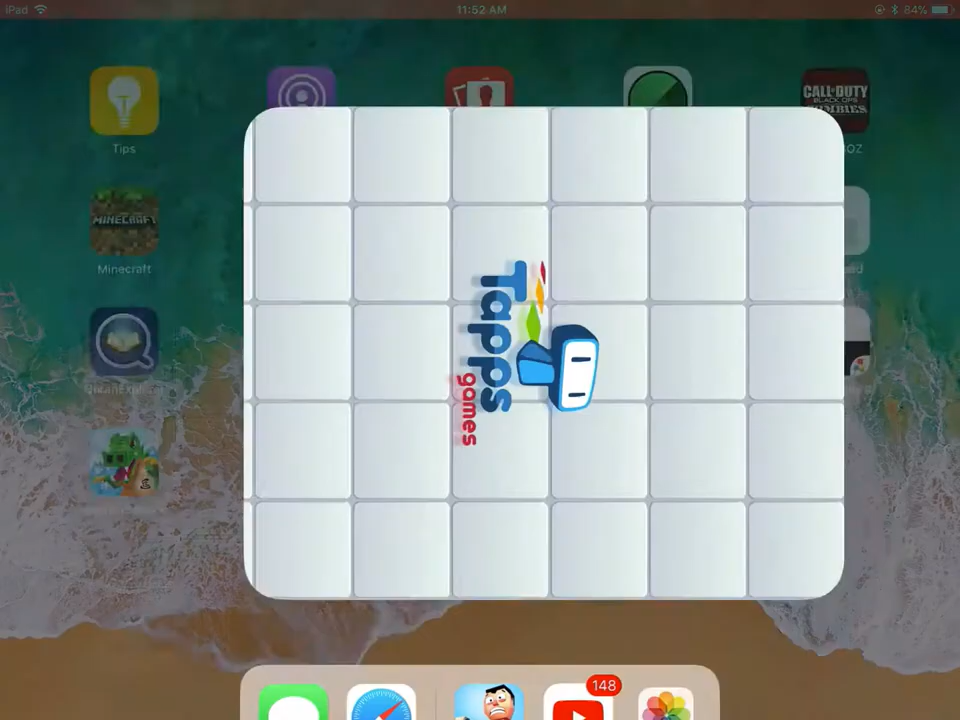 iPad
11:52 AM
84%
CALL OF DUTY
BLACK OPS
ZOMBIES
Tips
MINECRAFT
Minecraft
Tapps
games
148